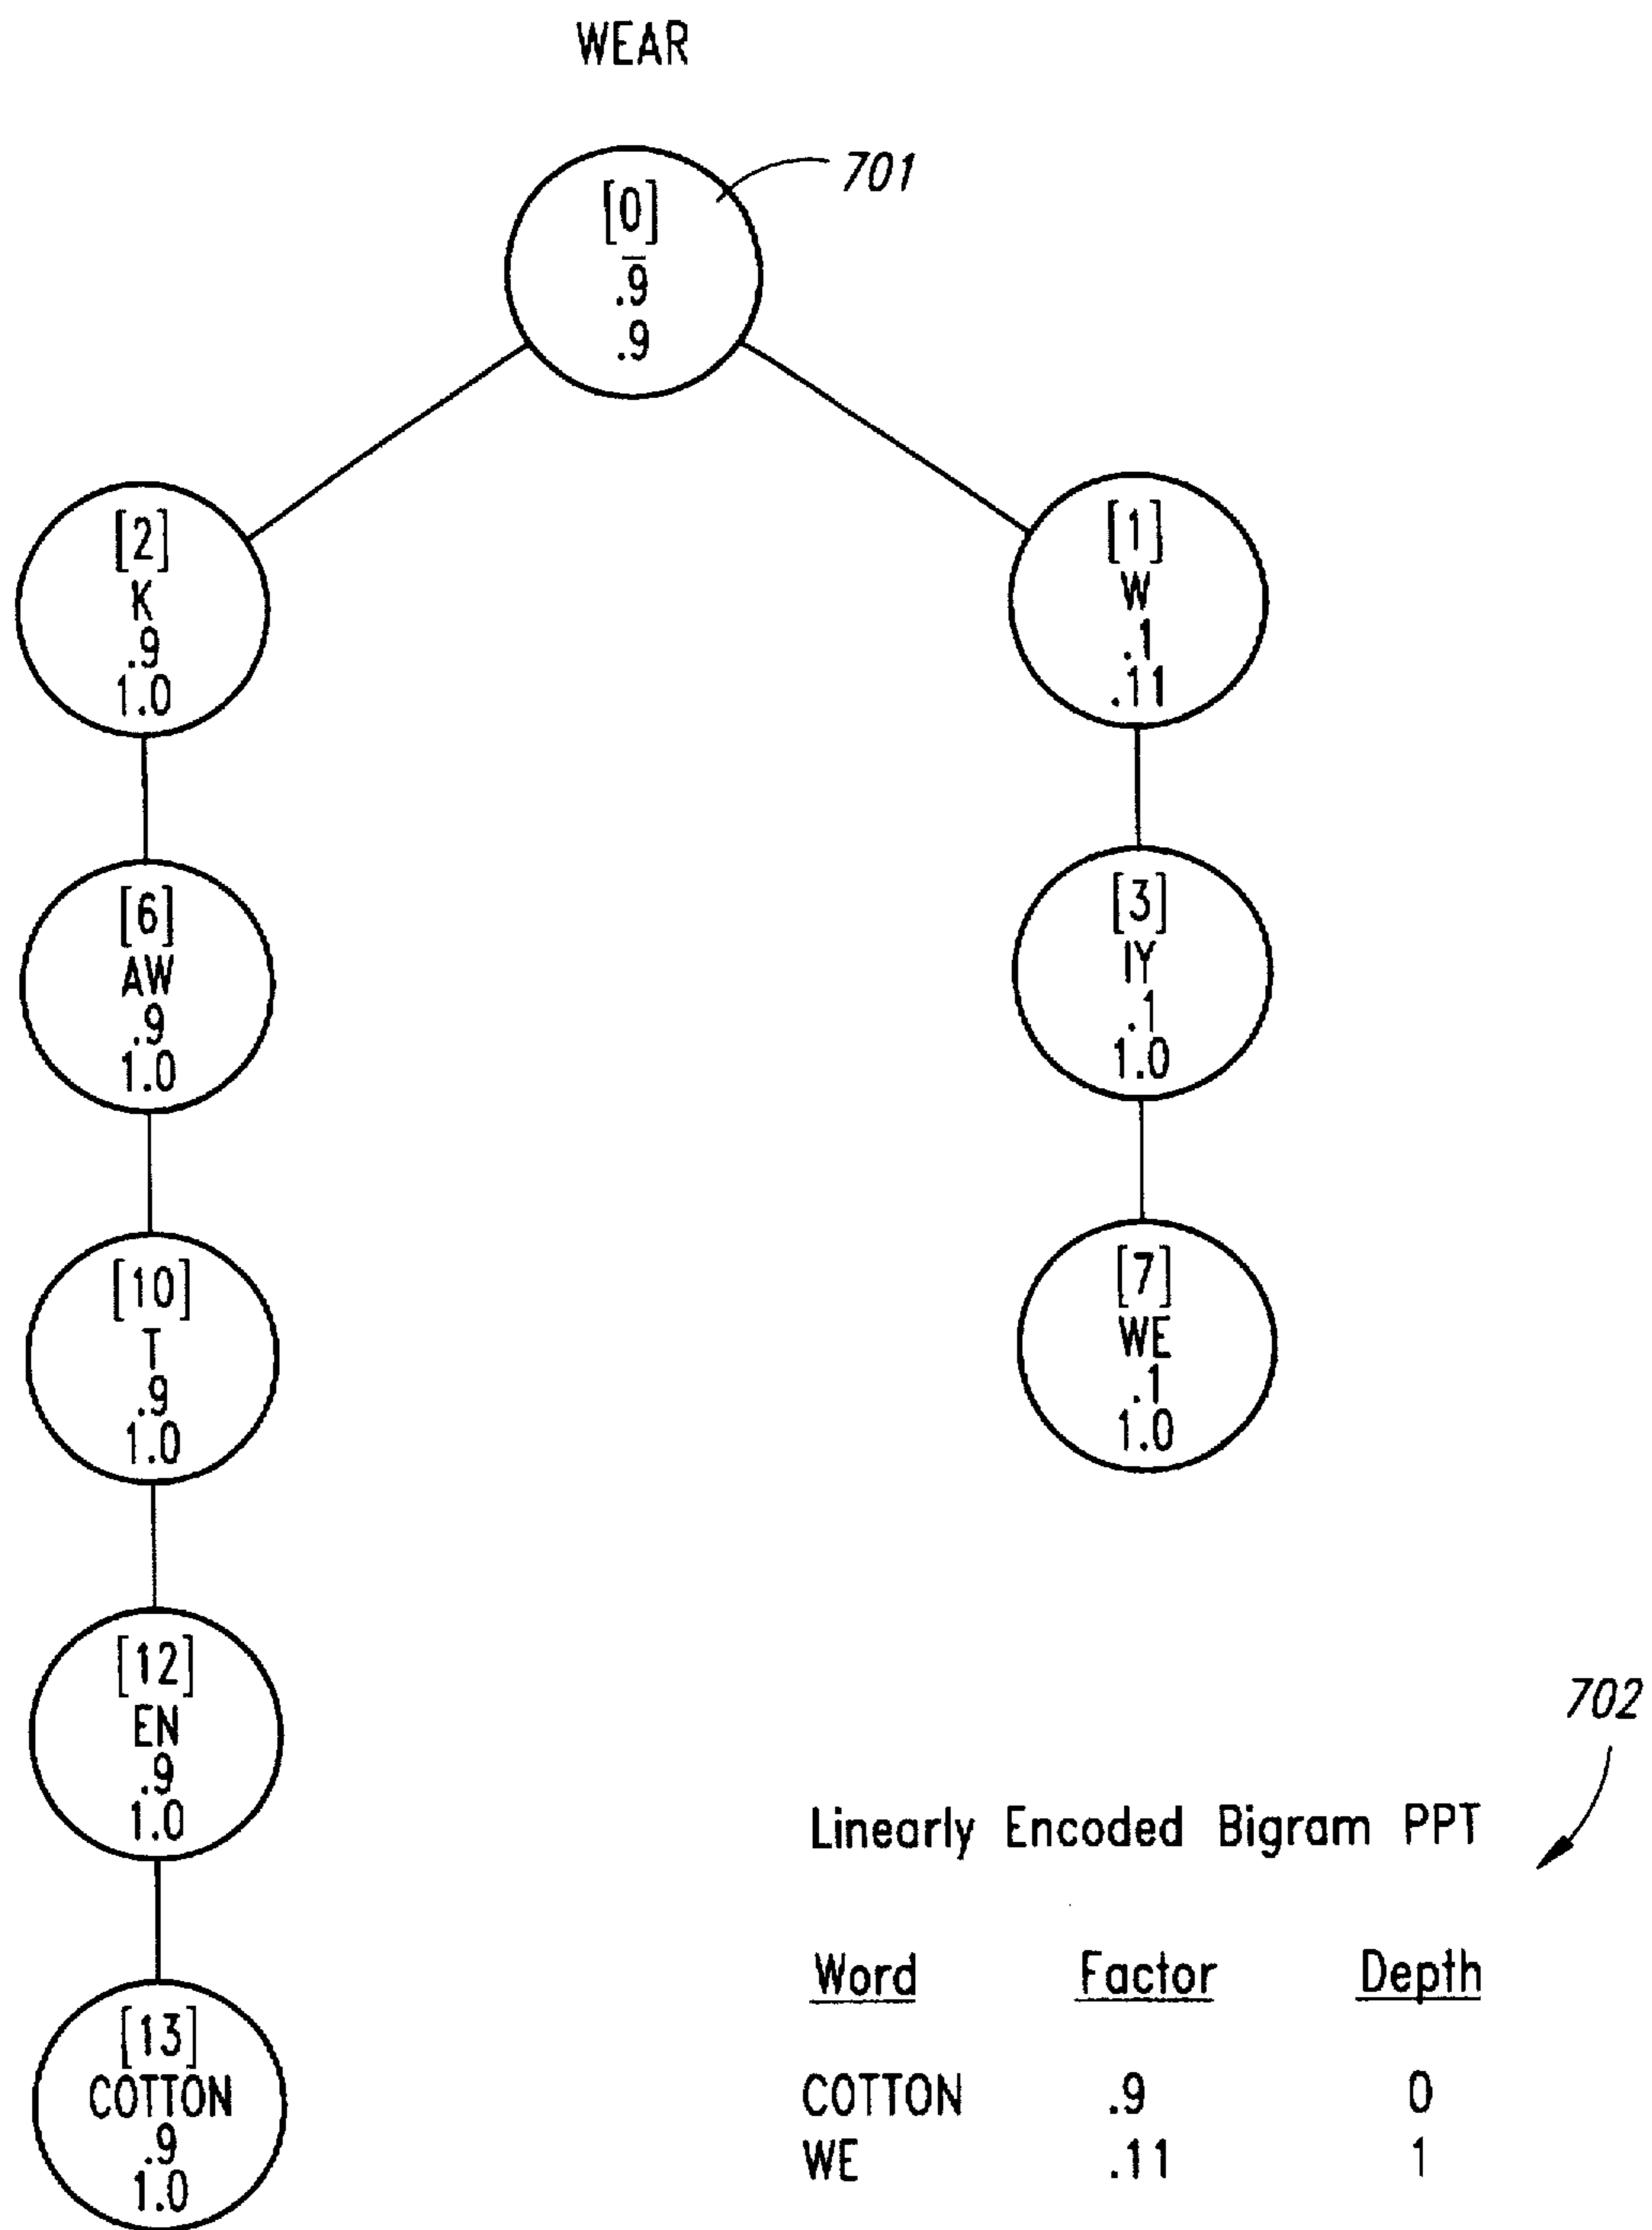 WEAR
701
[0]
–
.9
.9
[2]
K
.9
1.0
[1]
W
.1
.11
[6]
AW
.9
1.0
[3]
IY
.1
1.0
[10]
T
.9
1.0
[7]
WE
.1
1.0
[12]
EN
.9
1.0
[13]
COTTON
.9
1.0
702
Linearly Encoded Bigram PPT
Word Factor Depth
COTTON .9 0
WE .11 1